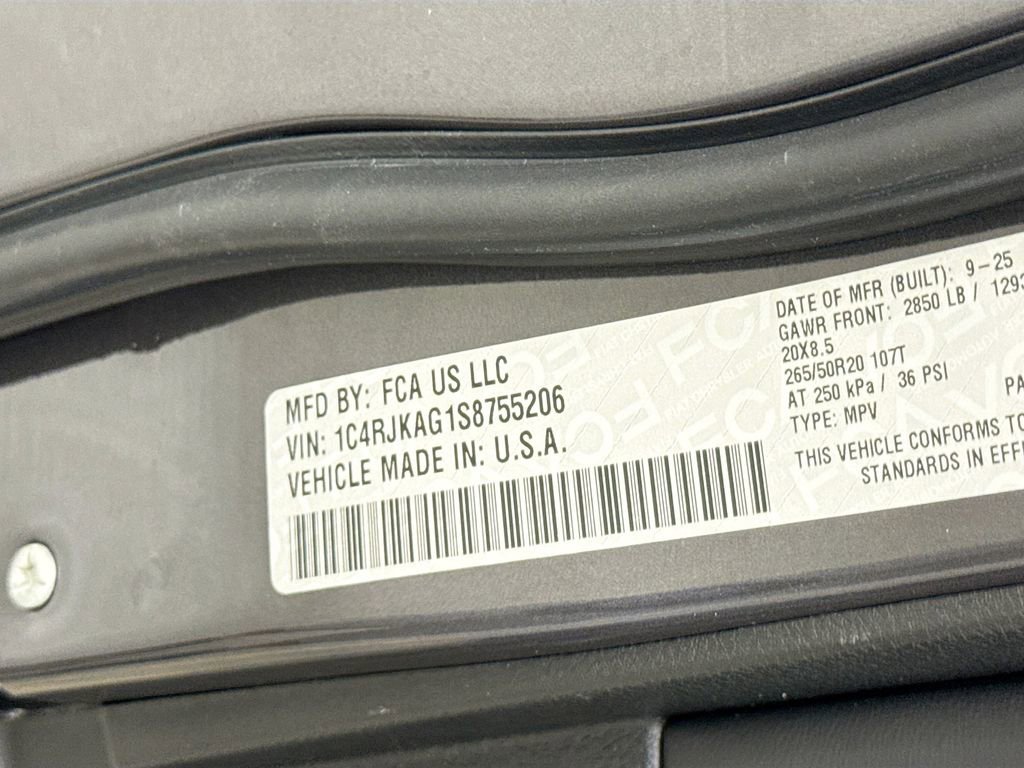 MFD BY: FCA US LLC
VIN: 1C4RJKAG1S8755206
VEHICLE MADE IN: U.S.A.
DATE OF MFR (BUILT): 9-25
GAWR FRONT: 2850 LB / 1293
20X8.5
265/50R20 107T
AT 250 kPa / 36 PSI
TYPE: MPV
PA
THIS VEHICLE CONFORMS TO
STANDARDS IN EFF